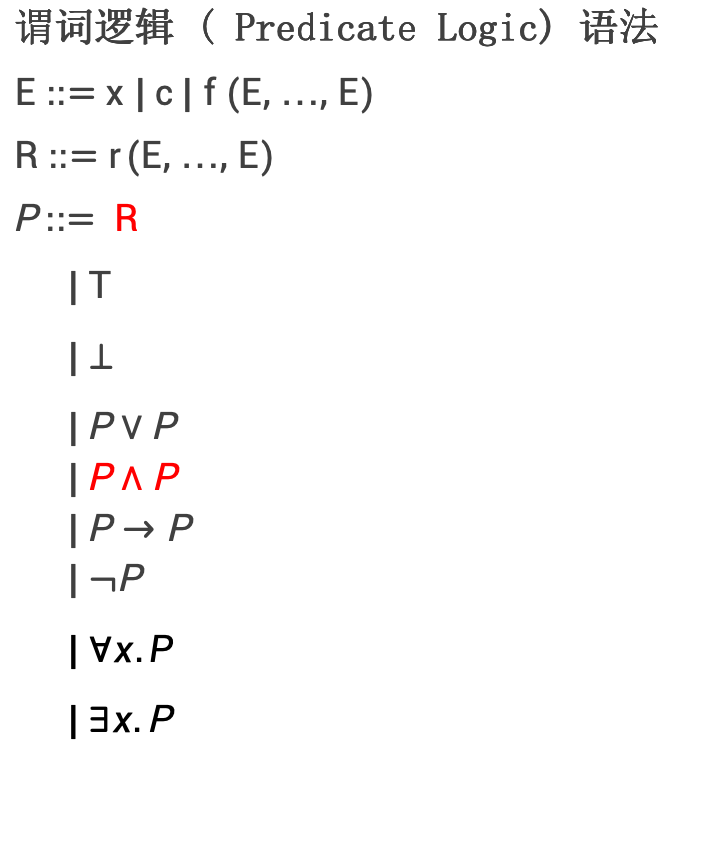 谓词逻辑 ( Predicate Logic) 语法
E ::= x | c | f (E, …, E)
R ::= r (E, …, E)
P ::= R
| T
| ⊥
| P ∨ P
| P ∧ P
| P → P
| ¬P
| ∀x. P
| ∃x. P